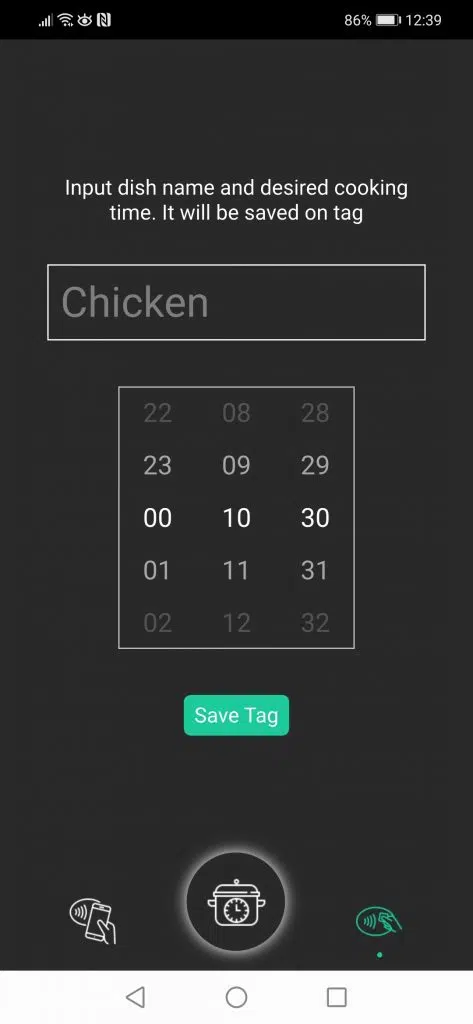 86% 12:39
Input dish name and desired cooking
time. It will be saved on tag
Chicken
22 08 28
23 09 29
00 10 30
01 11 31
02 12 32
Save Tag